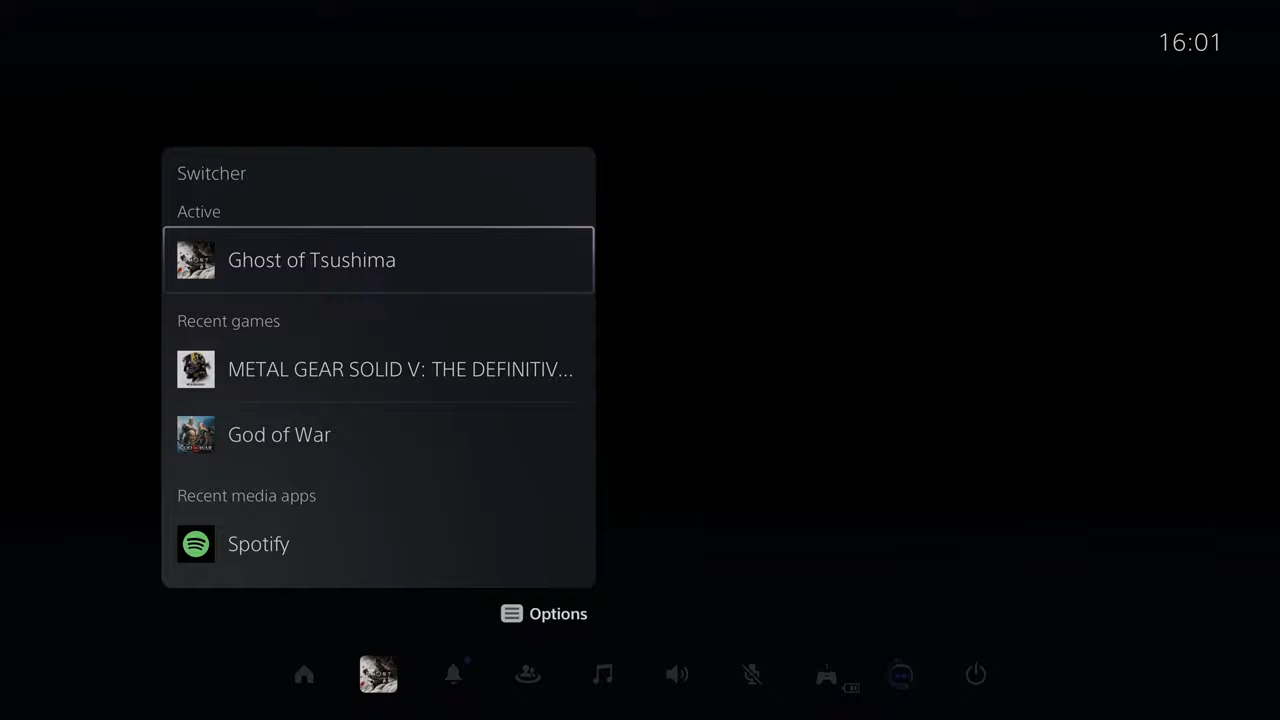 16:01
Switcher
Active
Ghost of Tsushima
Recent games
METAL GEAR SOLID V: THE DEFINITIV...
God of War
Recent media apps
Spotify
Options